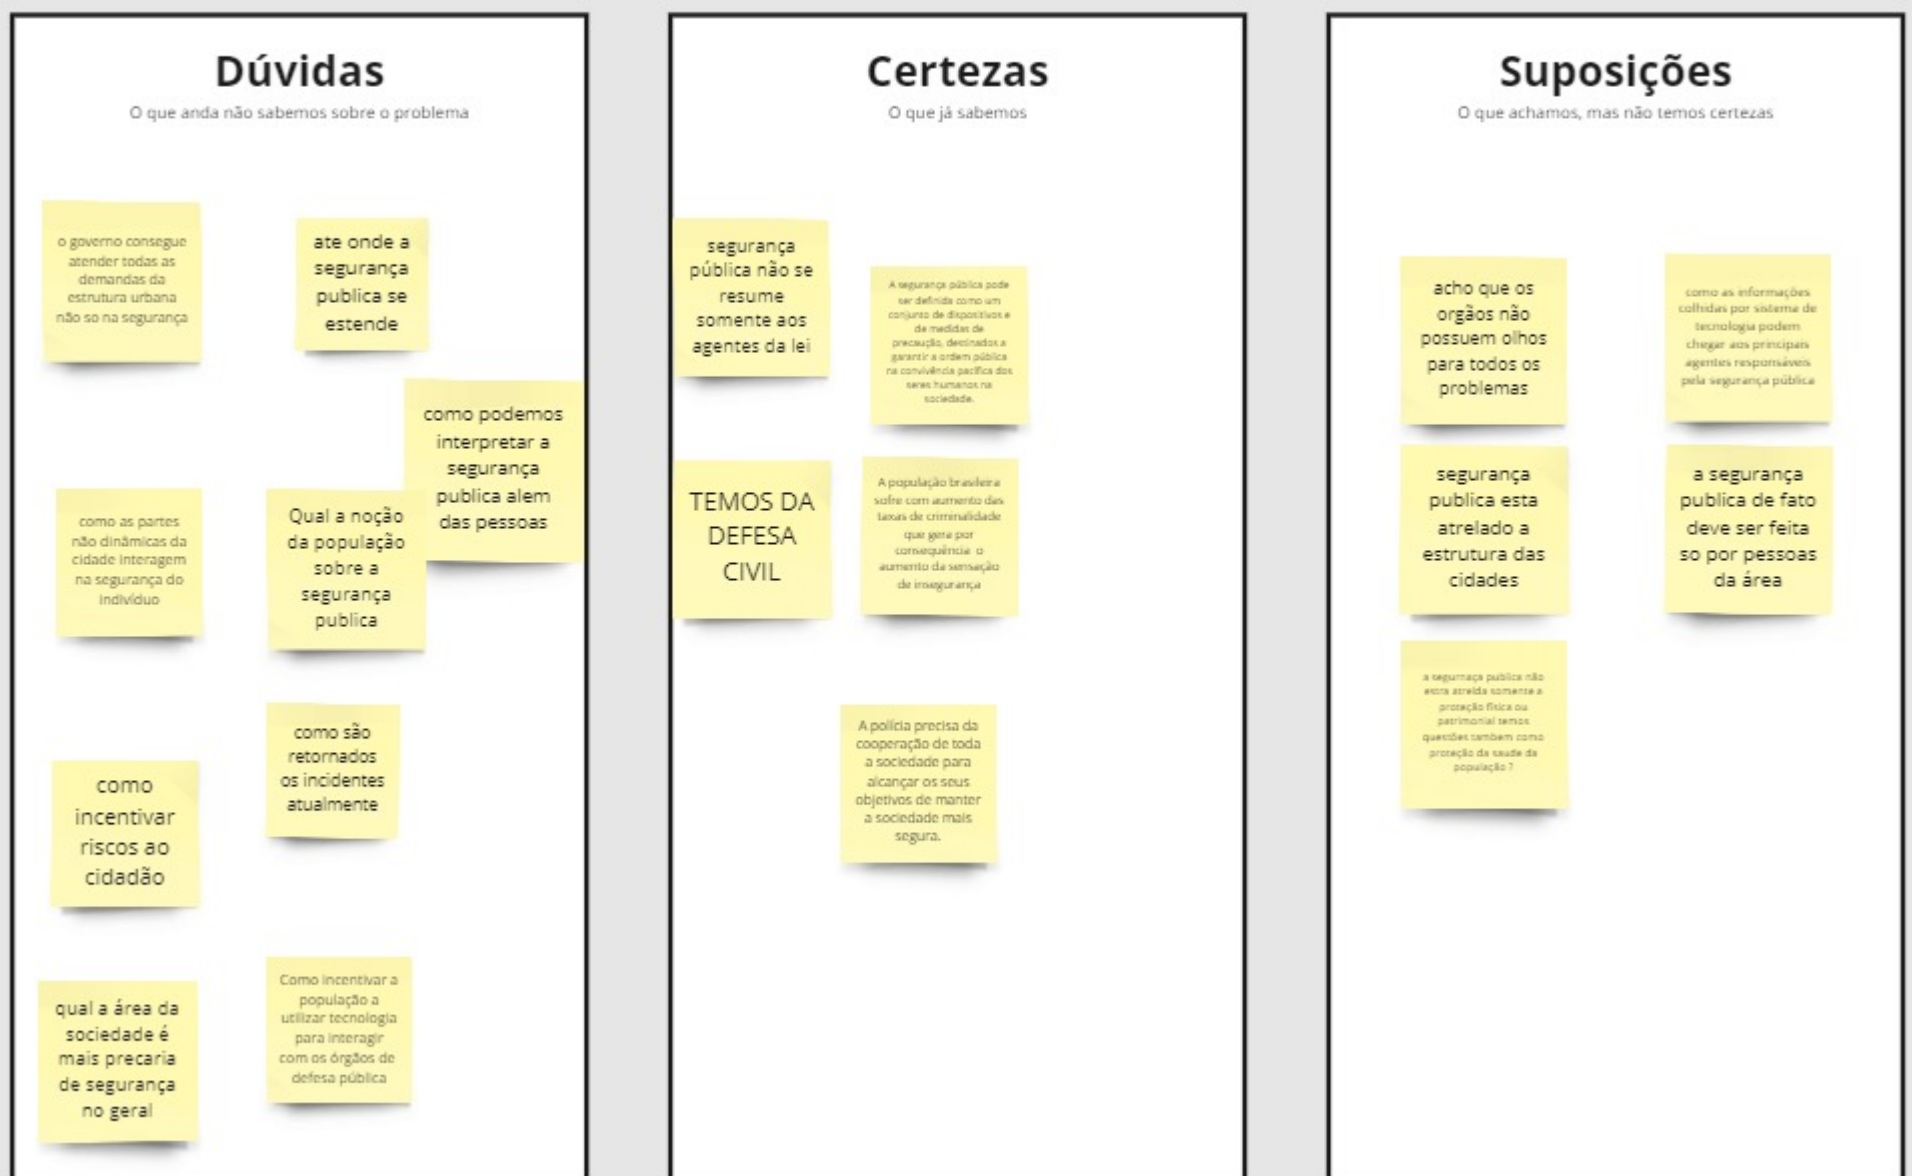 Dúvidas
O que anda não sabemos sobre o problema
o governo consegue
atender todas as
demandas da
estrutura urbana
não so na segurança
ate onde a
segurança
publica se
estende
como podemos
interpretar a
segurança
publica alem
das pessoas
como as partes
não dinâmicas da
cidade interagem
na segurança do
indivíduo
Qual a noção
da população
sobre a
segurança
publica
como são
retornados
os incidentes
atualmente
como
incentivar
riscos ao
cidadão
qual a área da
sociedade é
mais precaria
de segurança
no geral
Como incentivar a
população a
utilizar tecnologia
para interagir
com os órgãos de
defesa pública
Certezas
O que já sabemos
segurança
pública não se
resume
somente aos
agentes da lei
A segurança pública pode
ser definida como um
conjunto de dispositivos e
de medidas de
precaução, destinados a
garantir a ordem pública
na convivência pacífica dos
seres humanos na
sociedade.
TEMOS DA
DEFESA
CIVIL
A população brasileira
sofre com aumento das
taxas de criminalidade
que gera por
consequência o
aumento da sensação
de insegurança
A polícia precisa da
cooperação de toda
a sociedade para
alcançar os seus
objetivos de manter
a sociedade mais
segura.
Suposições
O que achamos, mas não temos certezas
acho que os
orgãos não
possuem olhos
para todos os
problemas
como as informações
colhidas por sistema de
tecnologia podem
chegar aos principais
agentes responsáveis
pela segurança pública
segurança
publica esta
atrelado a
estrutura das
cidades
a segurança
publica de fato
deve ser feita
so por pessoas
da área
a segurnaça publica não
estra atrelda somente a
proteção física ou
patrimonial temos
questões tambem como
proteção da saude da
população ?